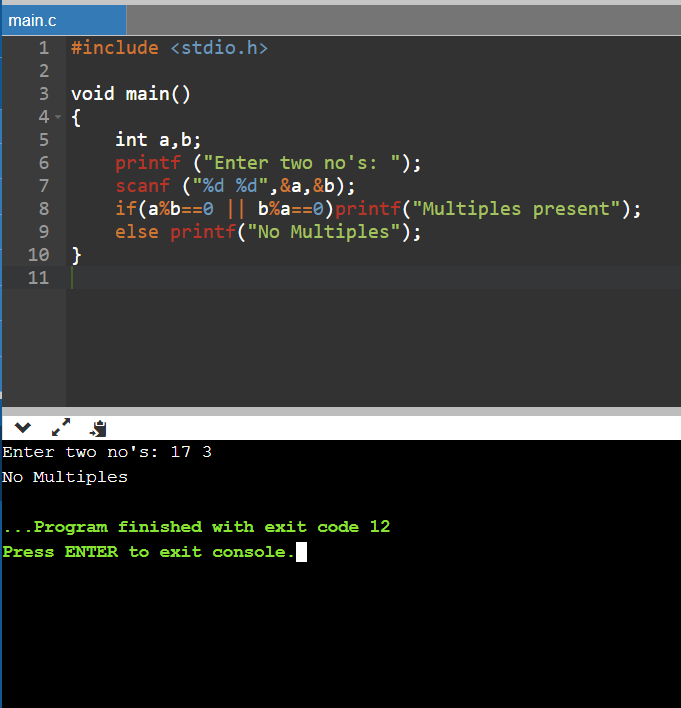 main.c
1 #include <stdio.h>
2
3 void main()
4 {
5     int a,b;
6     printf ("Enter two no's: ");
7     scanf ("%d %d",&a,&b);
8     if(a%b==0 || b%a==0)printf("Multiples present");
9     else printf("No Multiples");
10 }
11
Enter two no's: 17 3
No Multiples
...Program finished with exit code 12
Press ENTER to exit console.